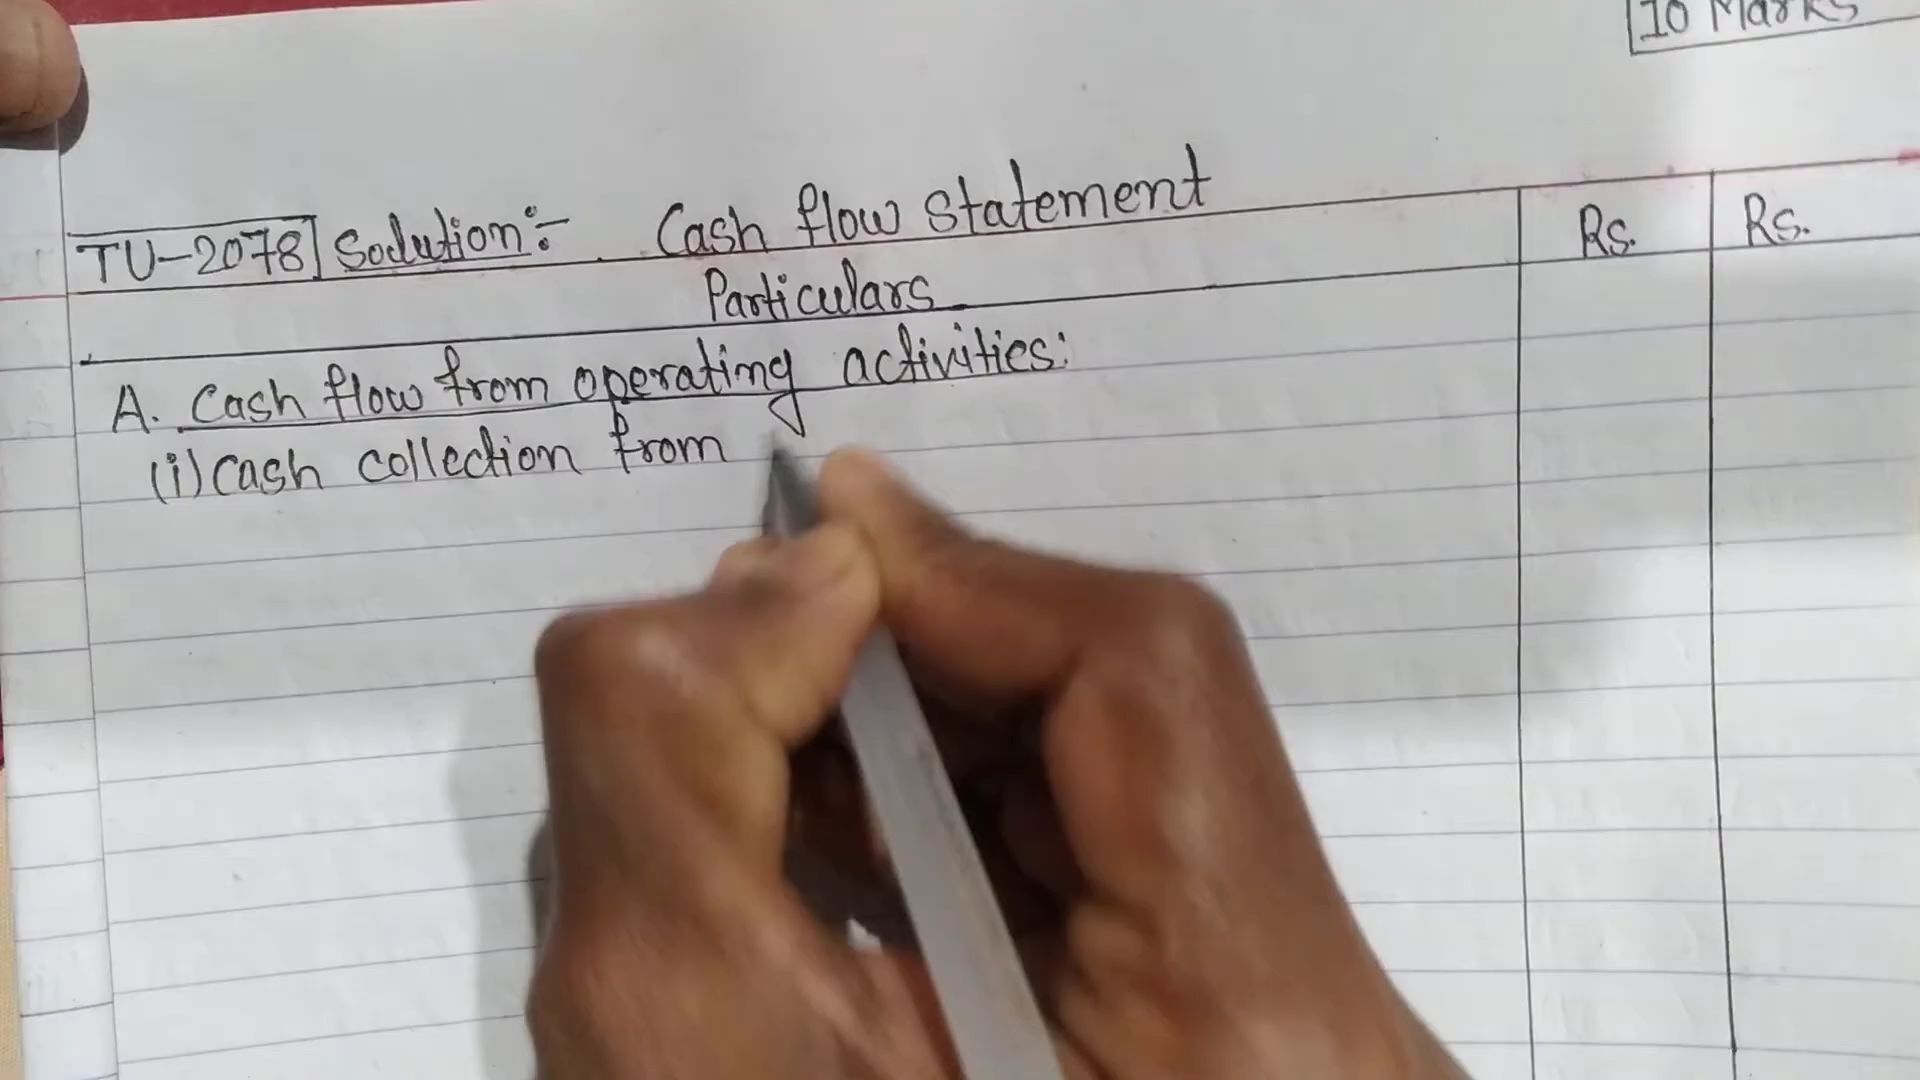 10 Marks
TU-2078] Solution:- Cash flow statement
Rs. Rs.
Particulars
A. Cash flow from operating activities:
(i) Cash collection from